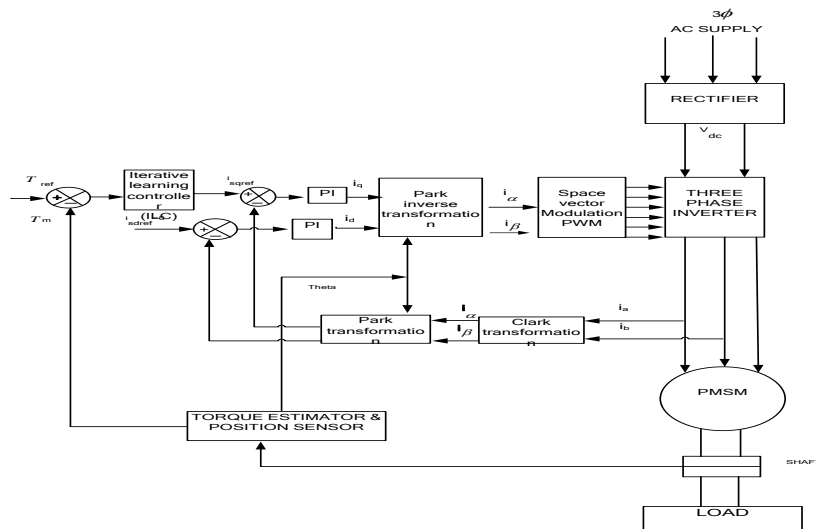 3ϕ
AC SUPPLY
RECTIFIER
V dc
T ref
Iterative
learning
controlle
r
(ILC)
i sqref
PI
i q
Park
inverse
transformatio
n
i α
i β
Space
vector
Modulation
PWM
THREE
PHASE
INVERTER
T m
i sdref
PI
i d
Theta
Park
transformatio
n
I α
i β
Clark
transformatio
n
i a
i b
PMSM
TORQUE ESTIMATOR &
POSITION SENSOR
SHAF
LOAD